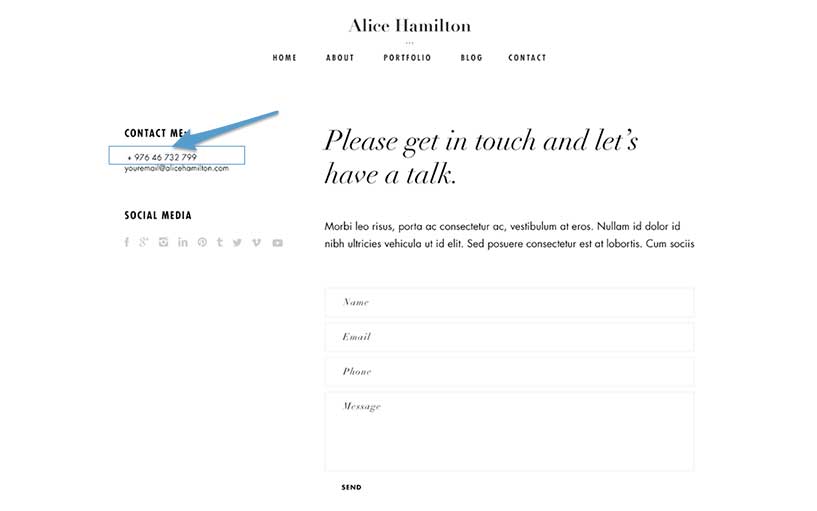 Alice Hamilton
HOME ABOUT PORTFOLIO BLOG CONTACT
CONTACT ME:
+ 976 46 732 799
youremail@alicehamilton.com
SOCIAL MEDIA
Please get in touch and let’s
have a talk.
Morbi leo risus, porta ac consectetur ac, vestibulum at eros. Nullam id dolor id
nibh ultricies vehicula ut id elit. Sed posuere consectetur est at lobortis. Cum sociis
Name
Email
Phone
Message
SEND